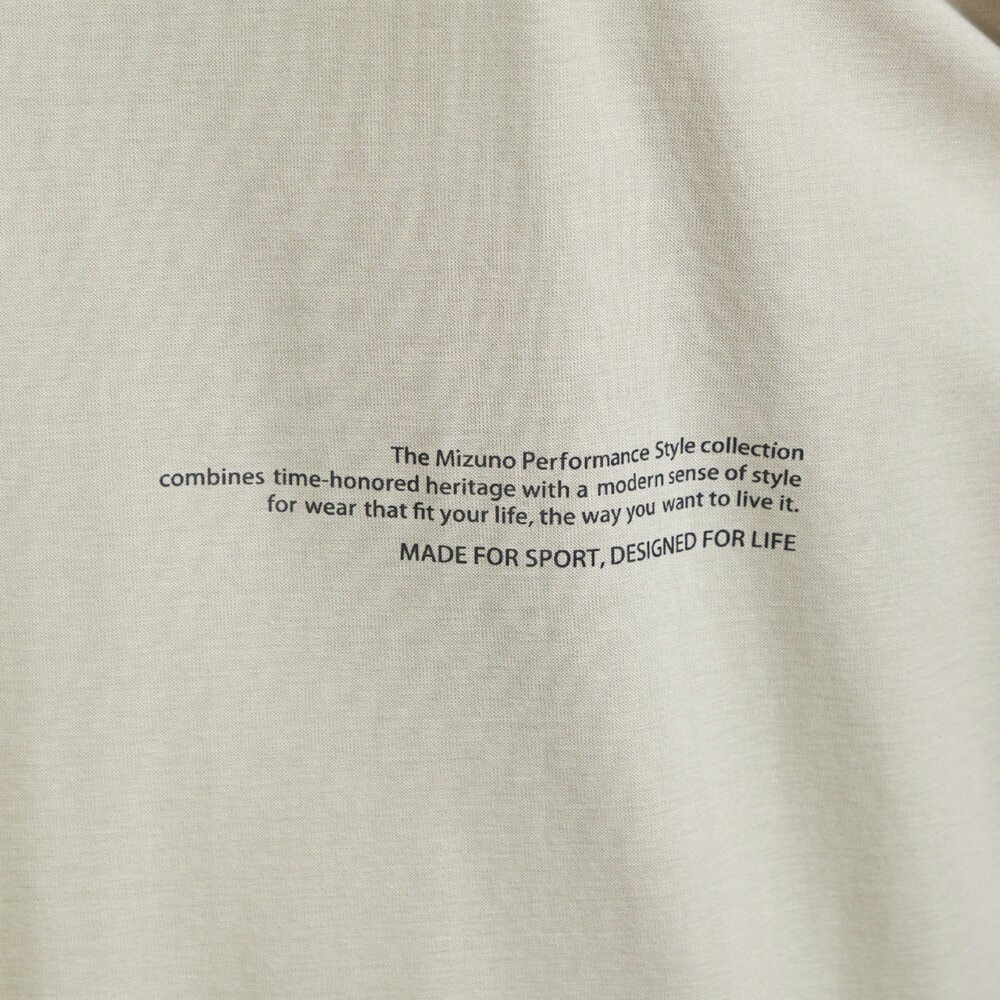 The Mizuno Performance Style collection
combines time-honored heritage with a modern sense of style
for wear that fit your life, the way you want to live it.
MADE FOR SPORT, DESIGNED FOR LIFE